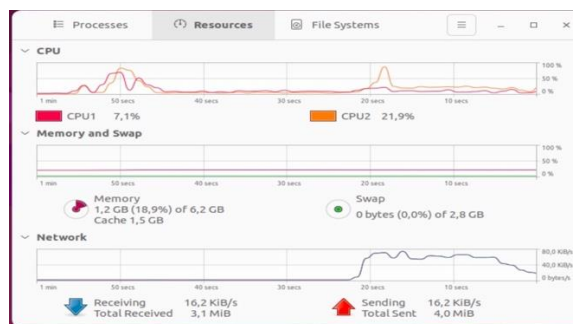 Processes Resources File Systems
CPU
100 %
50 %
0 %
1 min 50 secs 40 secs 30 secs 20 secs 10 secs
CPU1 7,1% CPU2 21,9%
Memory and Swap
100 %
50 %
0 %
1 min 50 secs 40 secs 30 secs 20 secs 10 secs
Memory
1,2 GB (18,9%) of 6,2 GB
Cache 1,5 GB
Swap
0 bytes (0,0%) of 2,8 GB
Network
80,0 KiB/s
40,0 KiB/s
0 bytes/s
1 min 50 secs 40 secs 30 secs 20 secs 10 secs
Receiving 16,2 KiB/s
Total Received 3,1 MiB
Sending 16,2 KiB/s
Total Sent 4,0 MiB